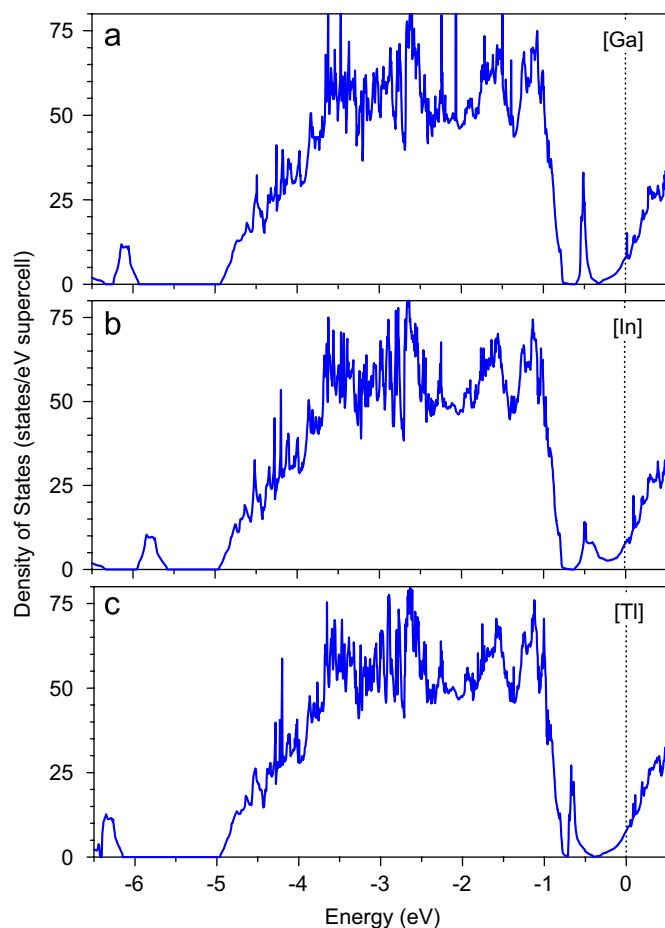 a
[Ga]
75
50
25
0
b
[In]
75
50
25
0
c
[Tl]
75
50
25
0
Density of States (states/eV supercell)
-6 -5 -4 -3 -2 -1 0
Energy (eV)